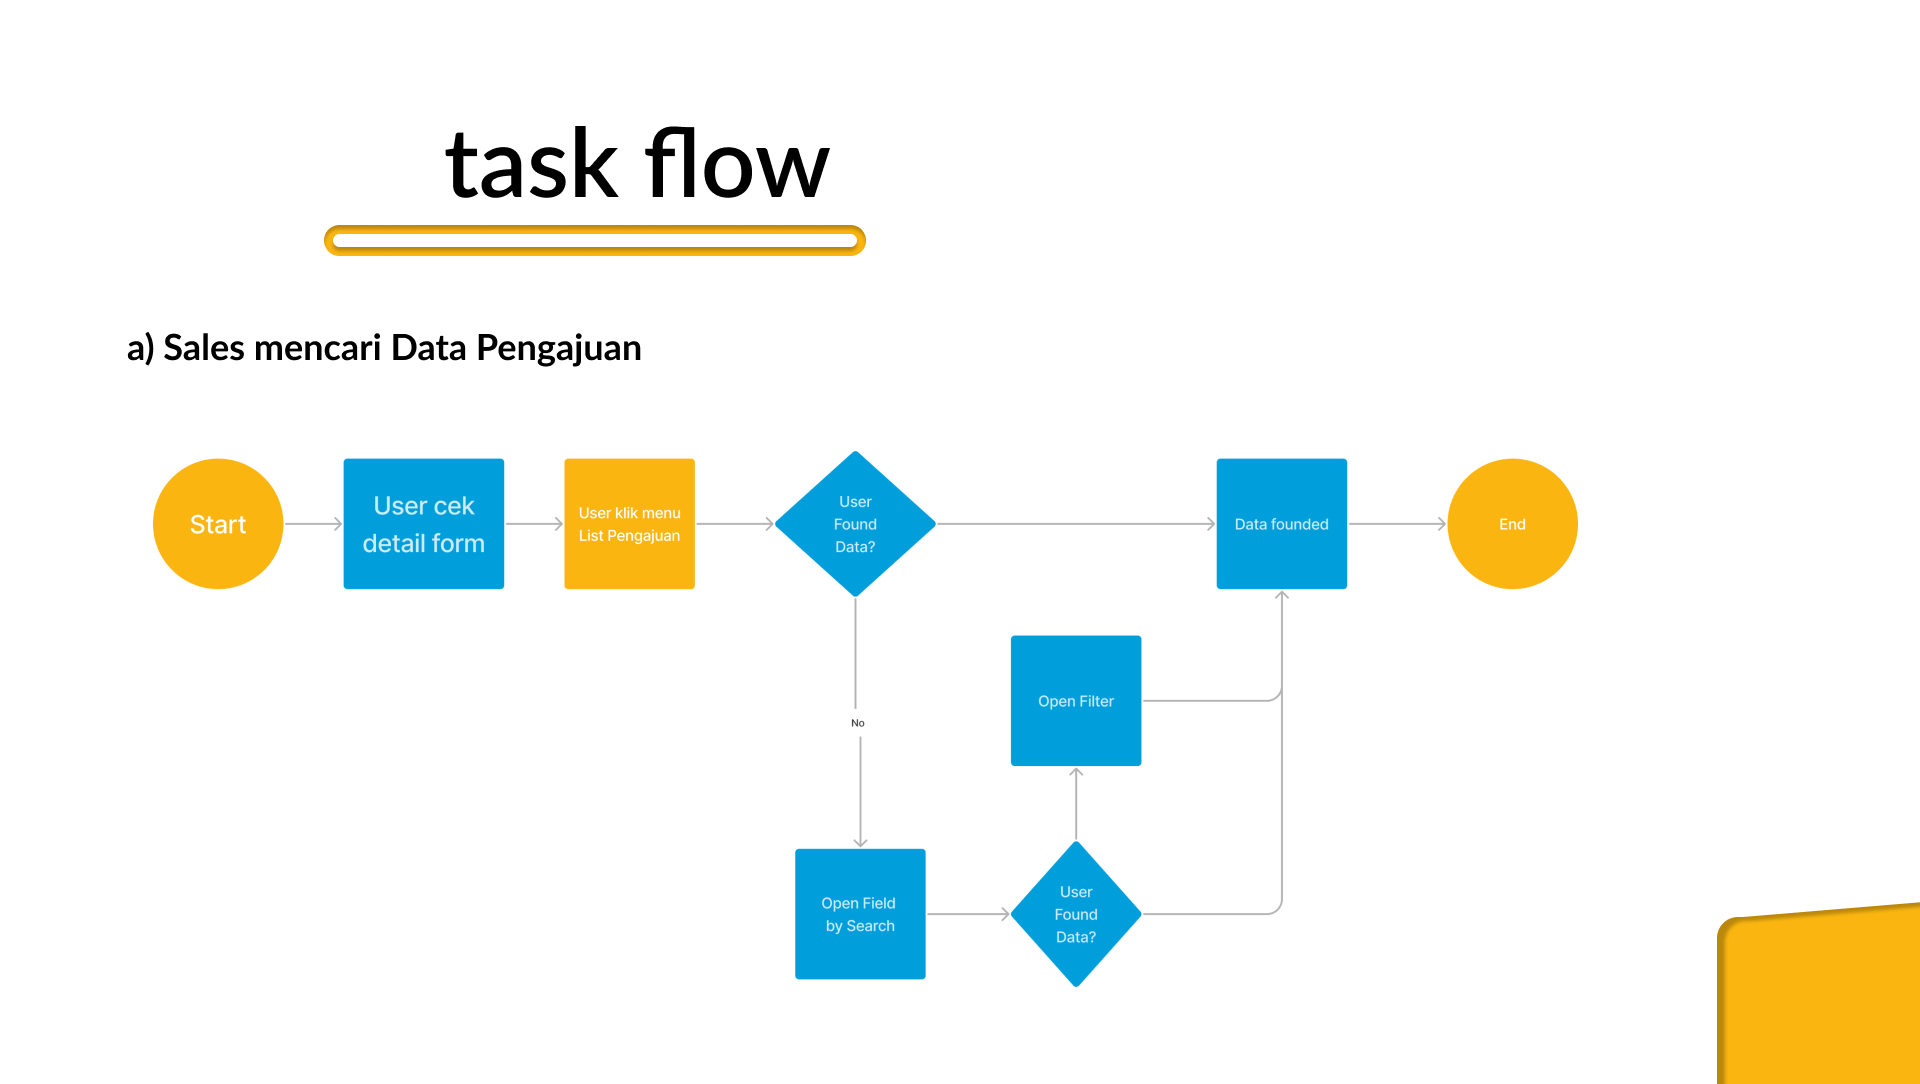 task flow
a) Sales mencari Data Pengajuan
Start
User cek
detail form
User klik menu
List Pengajuan
User
Found
Data?
Data founded
End
No
Open Filter
Open Field
by Search
User
Found
Data?